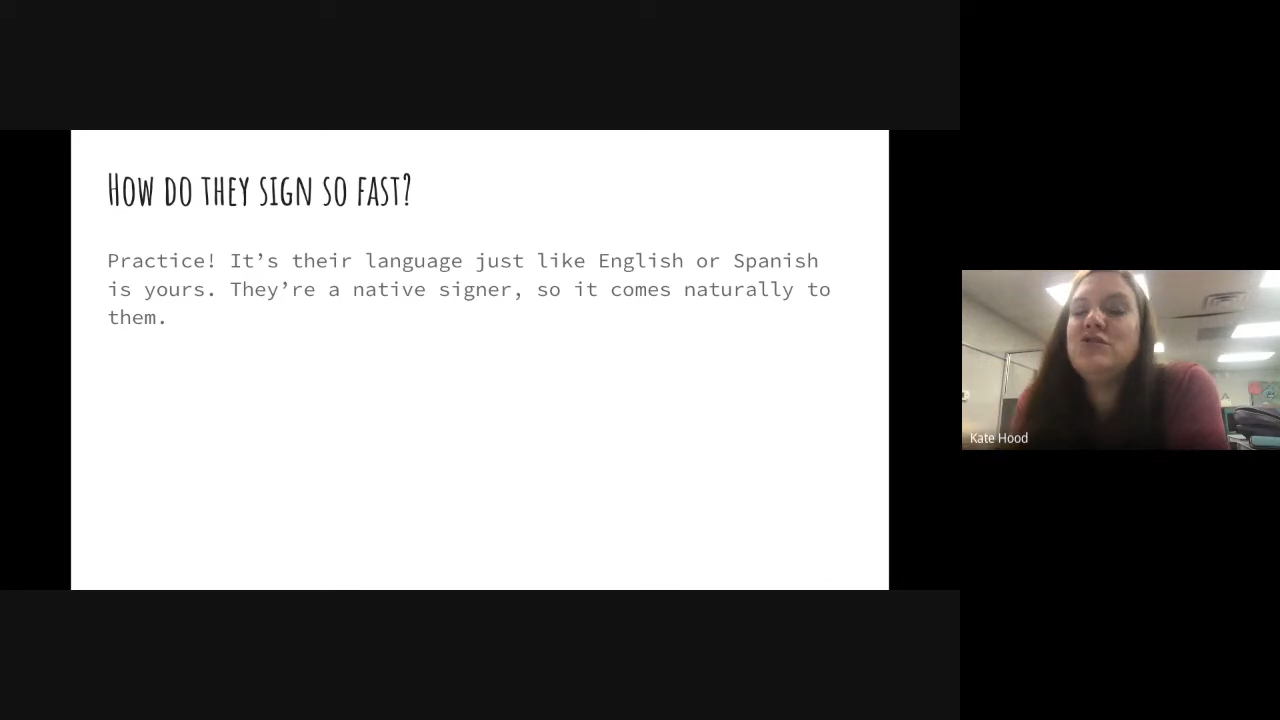 How do they sign so fast?
Practice! It’s their language just like English or Spanish
is yours. They’re a native signer, so it comes naturally to
them.
Kate Hood